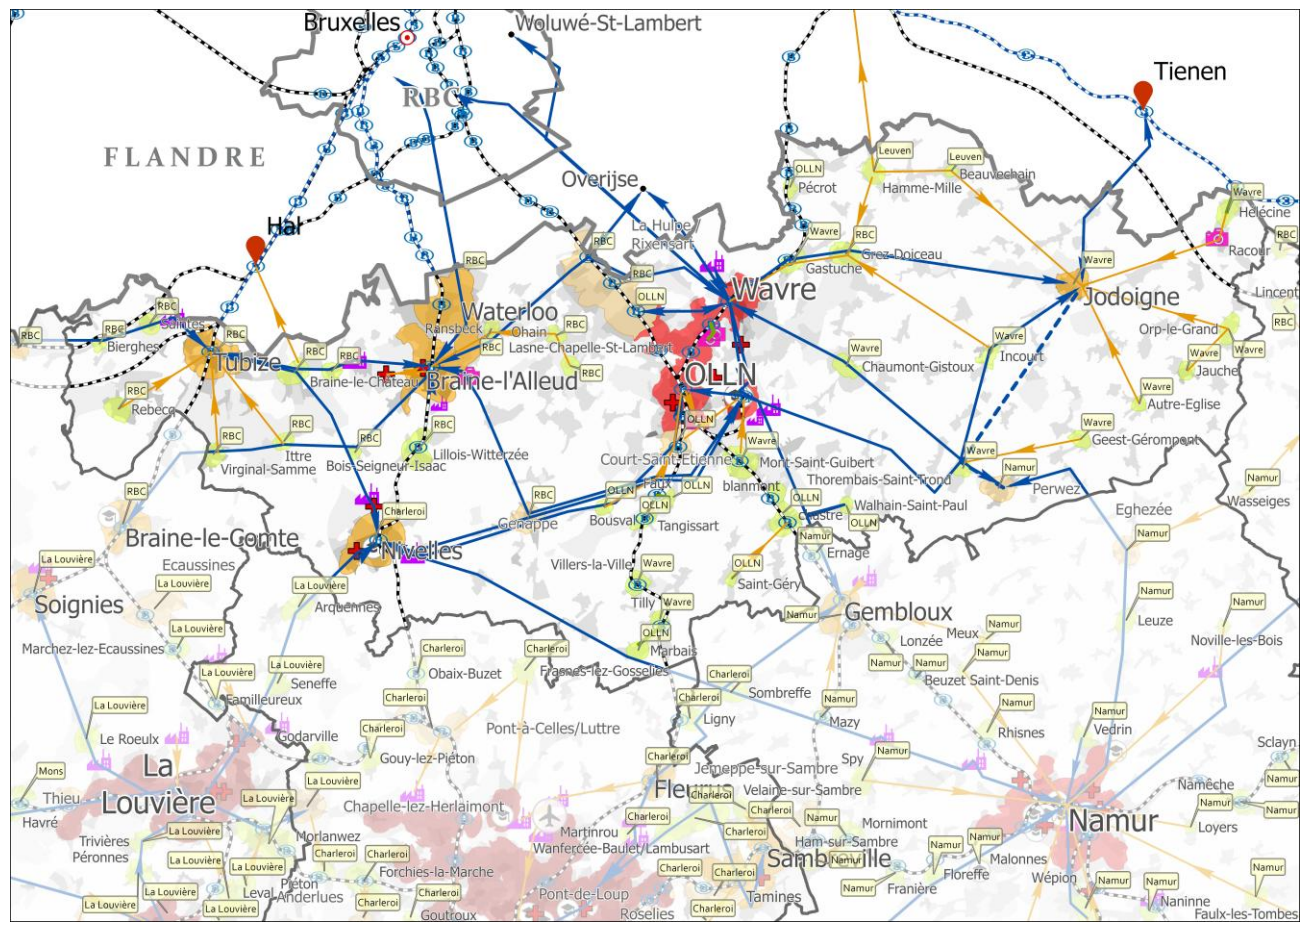 Bruxelles
Woluwé-St-Lambert
Tienen
RBC
FLANDRE
Leuven
Leuven
OLLN
Pécrot
Hamme-Mille
Beauvechain
Overijse
Wavre
Hélécine
Hal
La Hulpe
Rixensart
RBC
Wavre
RBC
Grez-Doiceau
Gastuche
Racour
RBC
RBC
RBC
Wavre
Wavre
Jodoigne
Lincent
RBC
OLLN
RBC
Saintes
RBC
Bierghes
RBC
RBC
Tubize
Waterloo
Ransbeck
Ohain
RBC
RBC
Lasne-Chapelle-St-Lambert
RBC
Orp-le-Grand
Wavre
Wavre
Incourt
Jauche
RBC
RBC
Braine-le-Château
Braine-l'Alleud
OLLN
Wavre
Chaumont-Gistoux
Wavre
Autre-Eglise
RBC
Rebecq
OLLN
RBC
RBC
RBC
RBC
Ittre
Virginal-Samme
Bois-Seigneur-Isaac
Lillois-Witterzée
Court-Saint-Etienne
Wavre
Mont-Saint-Guibert
Wavre
Wavre
Geest-Gérompont
Namur
Thorembais-Saint-Trond
Perwez
Wavre
Wasseiges
RBC
Faux
OLLN
OLLN
blanmont
OLLN
RBC
Genappe
OLLN
Bousval
Tangissart
Chastre
Walhain-Saint-Paul
OLLN
Eghezée
Namur
Charleroi
Braine-le-Comte
Nivelles
Namur
Ernage
Ecaussines
La Louvière
La Louvière
La Louvière
Villers-la-Ville
Wavre
OLLN
Saint-Géry
Soignies
Arquennes
Tilly
Wavre
Namur
Gembloux
Namur
Leuze
Namur
Noville-les-Bois
Namur
Meux
Lonzée
La Louvière
OLLN
Marbais
Marchez-lez-Ecaussines
La Louvière
La Louvière
Seneffe
Charleroi
Obaix-Buzet
Charleroi
Frasnes-lez-Gosselies
Charleroi
Sombreffe
Namur
Namur
Beuzet Saint-Denis
Familleureux
La Louvière
Charleroi
Charleroi
Charleroi
Ligny
Namur
Mazy
Namur
Rhisnes
Namur
Vedrin
Le Roeulx
Godarville
Charleroi
Gouy-lez-Piéton
Pont-à-Celles/Luttre
Charleroi
Namur
Spy
Sclayn
La
Louvière
Mons
Thieu
Havré
La Louvière
La Louvière
Jemeppe-sur-Sambre
Fleurus
Charleroi
Velaine-sur-Sambre
Namêche
Namur
Namur
Namur
Loyers
Chapelle-lez-Herlaimont
Charleroi
Charleroi
Namur
Mornimont
Namur
Namur
Namur
Trivières
Péronnes
La Louvière
Morlanwez
Martinrou
Wanfercée-Baulet/Lambusart
Charleroi
Ham-sur-Sambre
Namur
Malonnes
Wépion
Charleroi
Charleroi
Forchies-la-Marche
Sambreville
Namur
Franière
Floreffe
La Louvière
La Louvière
Leval
Piéton
Anderlues
Charleroi
Charleroi
Goutroux
Pont-de-Loup
Charleroi
Roselies
Tamines
Namur
Namur
Naninne
Namur
La Louvière
La Louvière
Faulx-les-Tombes